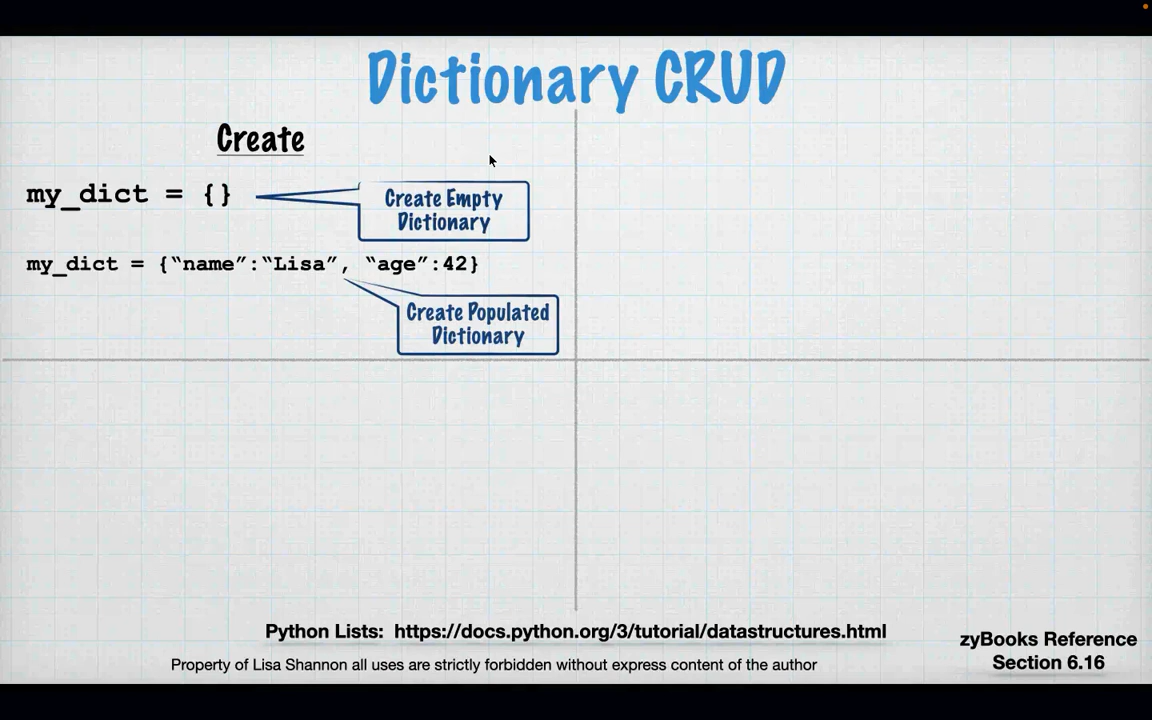 Dictionary CRUD
Create
my_dict = {}
Create Empty
Dictionary
my_dict = {“name”:“Lisa”, “age”:42}
Create Populated
Dictionary
Python Lists: https://docs.python.org/3/tutorial/datastructures.html
Property of Lisa Shannon all uses are strictly forbidden without express content of the author
zyBooks Reference
Section 6.16